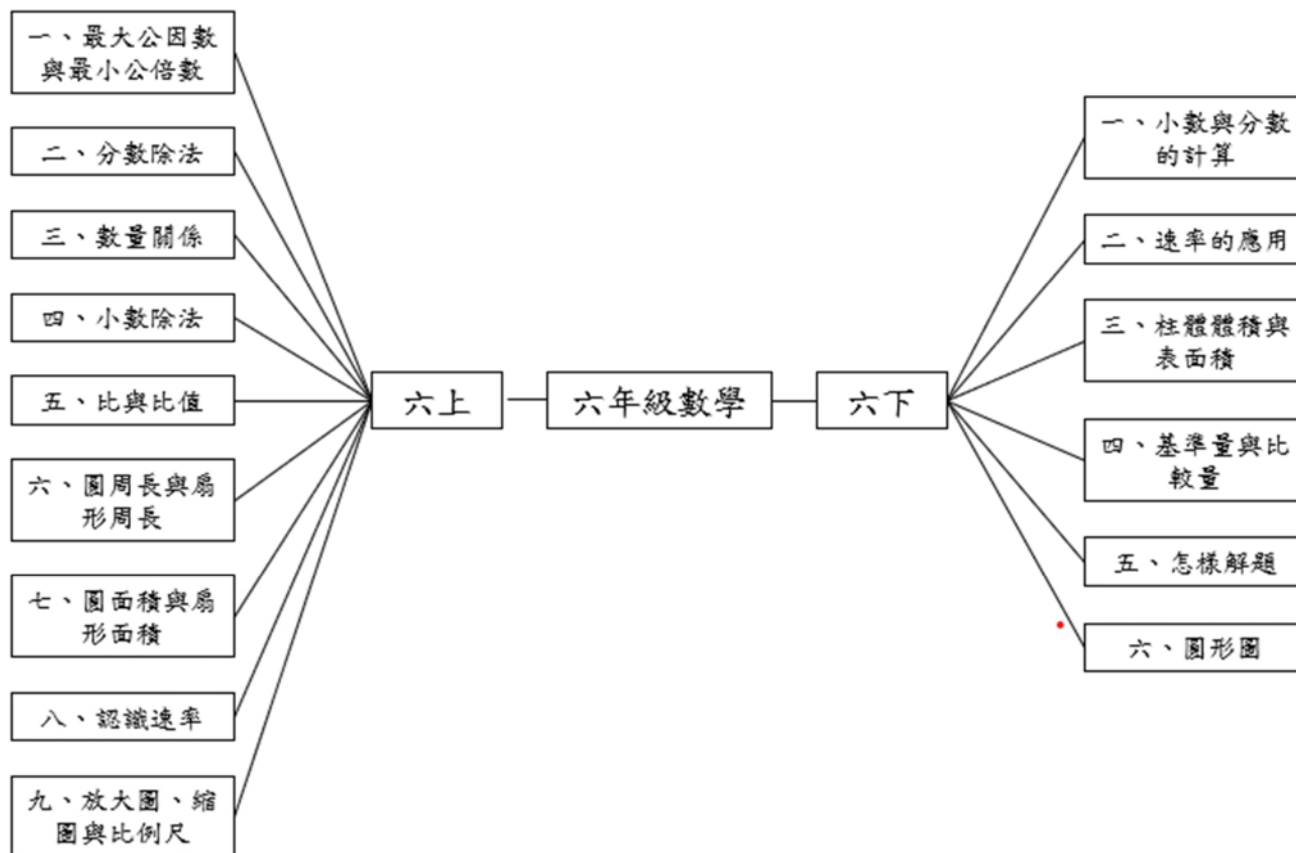 一、最大公因數
與最小公倍數
二、分數除法
三、數量關係
四、小數除法
五、比與比值
六、圓周長與扇
形周長
七、圓面積與扇
形面積
八、認識速率
九、放大圖、縮
圖與比例尺
六上
六年級數學
六下
一、小數與分數
的計算
二、速率的應用
三、柱體體積與
表面積
四、基準量與比
較量
五、怎樣解題
六、圓形圖